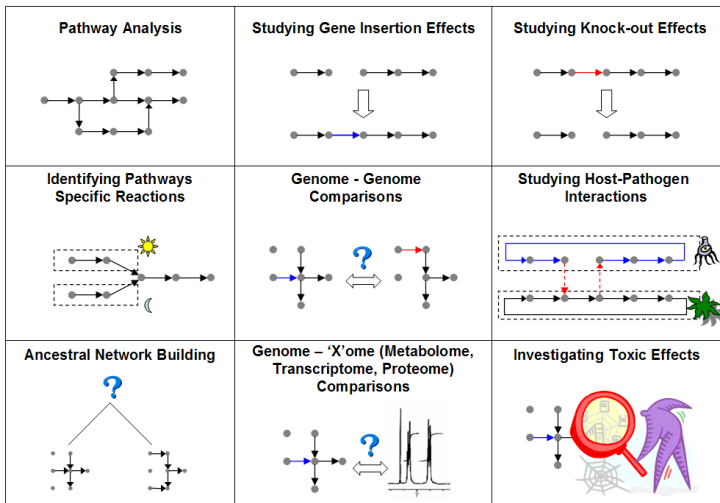 Pathway Analysis
Studying Gene Insertion Effects
Studying Knock-out Effects
Identifying Pathways
Specific Reactions
Genome - Genome
Comparisons
?
Studying Host-Pathogen
Interactions
Ancestral Network Building
?
Genome – ‘X’ome (Metabolome,
Transcriptome, Proteome)
Comparisons
?
Investigating Toxic Effects